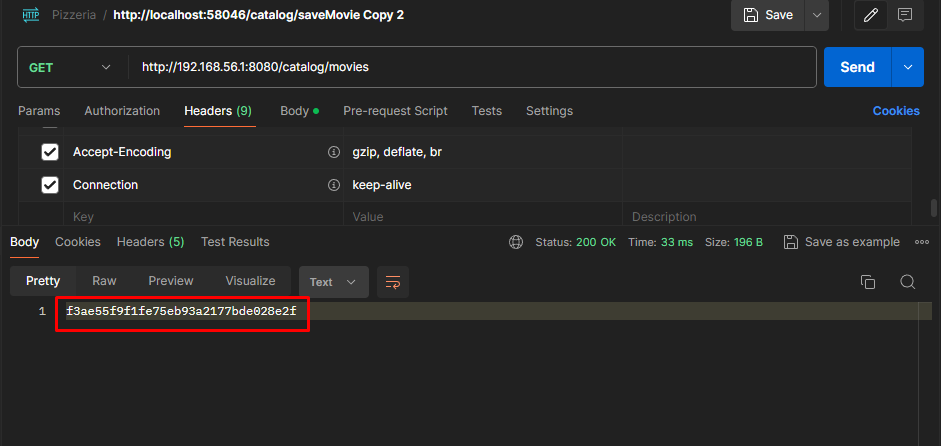 HTTP Pizzeria / http://localhost:58046/catalog/saveMovie Copy 2 Save
GET http://192.168.56.1:8080/catalog/movies Send
Params Authorization Headers (9) Body Pre-request Script Tests Settings Cookies
Accept-Encoding gzip, deflate, br
Connection keep-alive
Key Value Description
Body Cookies Headers (5) Test Results Status: 200 OK Time: 33 ms Size: 196 B Save as example
Pretty Raw Preview Visualize Text
1 f3ae55f9f1fe75eb93a2177bde028e2f